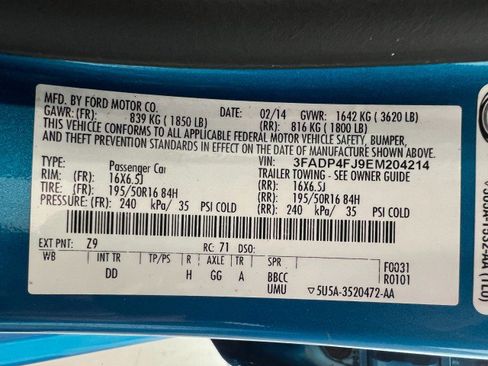 MFD. BY FORD MOTOR CO.
DATE: 02/14 GVWR: 1642 KG ( 3620 LB)
GAWR: (FR): 839 KG ( 1850 LB) (RR): 816 KG ( 1800 LB)
THIS VEHICLE CONFORMS TO ALL APPLICABLE FEDERAL MOTOR VEHICLE SAFETY, BUMPER,
AND THEFT PREVENTION STANDARDS IN EFFECT ON THE DATE OF MANUFACTURE SHOWN ABOVE.
VIN: 3FADP4FJ9EM204214
TYPE: Passenger Car TRAILER TOWING - SEE OWNER GUIDE
RIM: (FR): 16X6.5J (RR): 16X6.5J
TIRE: (FR): 195/50R16 84H (RR): 195/50R16 84H
PRESSURE: (FR): 240 kPa/ 35 PSI COLD (RR): 240 kPa/ 35 PSI COLD
EXT PNT: Z9 RC: 71 DSO:
WB INT TR TP/PS R AXLE TR SPR F0031
DD H GG A BBCC R0101
UMU ▽ 5U5A-3520472-AA